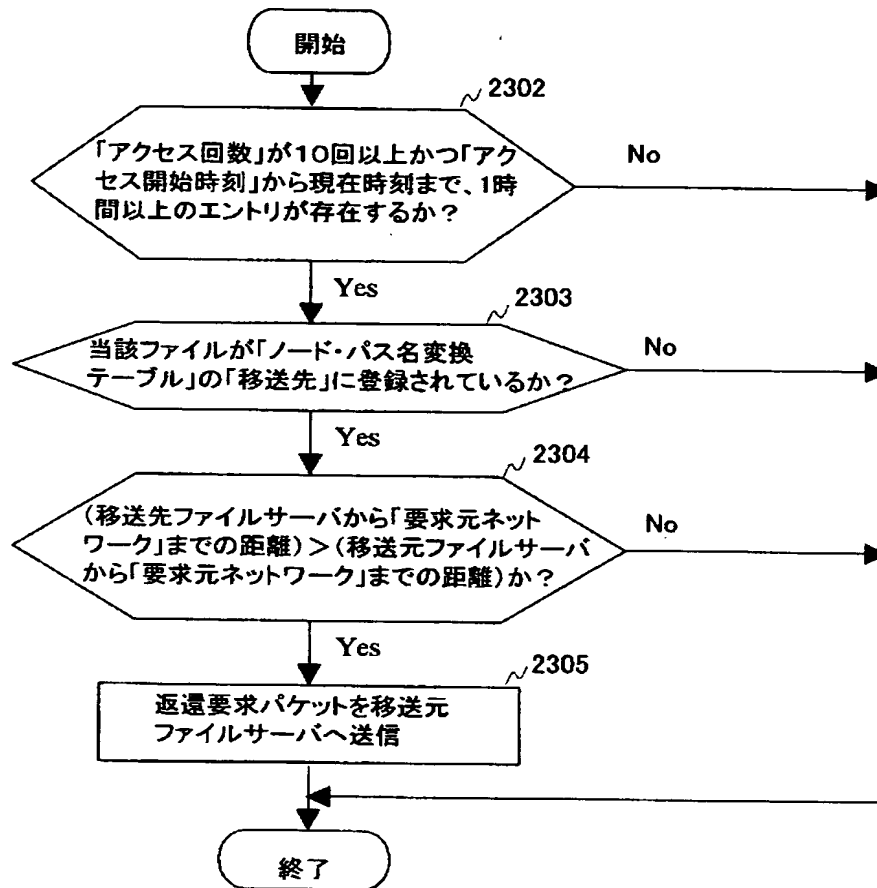 開始
2302
「アクセス回数」が10回以上かつ「アク
セス開始時刻」から現在時刻まで、1時
間以上のエントリが存在するか？
No
Yes
2303
当該ファイルが「ノード・パス名変換
テーブル」の「移送先」に登録されているか？
No
Yes
2304
(移送先ファイルサーバから「要求元ネット
ワーク」までの距離)＞(移送元ファイルサーバ
から「要求元ネットワーク」までの距離)か？
No
Yes
2305
返還要求パケットを移送元
ファイルサーバへ送信
終了